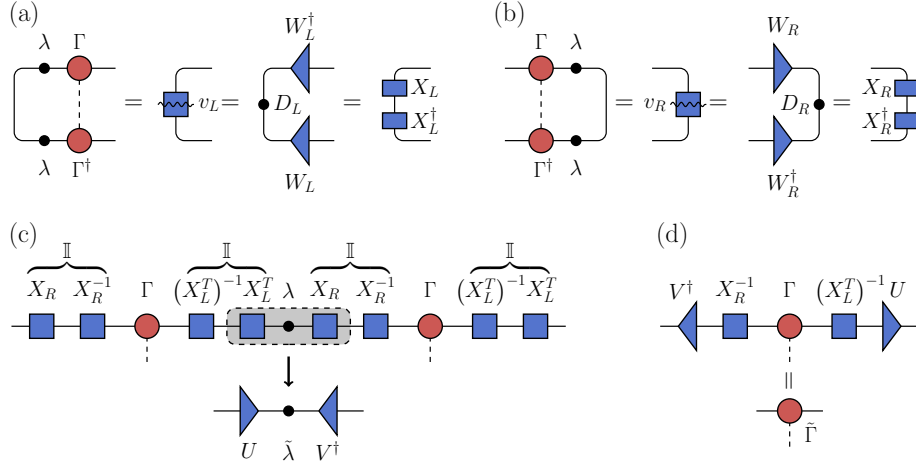 (a)
λ Γ
λ Γ†
= v_L =
W_L†
D_L
W_L
=
X_L
X_L†
(b)
Γ λ
Γ† λ
= v_R
W_R
D_R =
W_R†
X_R
X_R†
(c)
𝕀 𝕀 𝕀 𝕀
X_R X_R^{-1} Γ (X_L^T)^{-1} X_L^T λ X_R X_R^{-1} Γ (X_L^T)^{-1} X_L^T
U λ̃ V†
(d)
V† X_R^{-1} Γ (X_L^T)^{-1} U
=
Γ̃